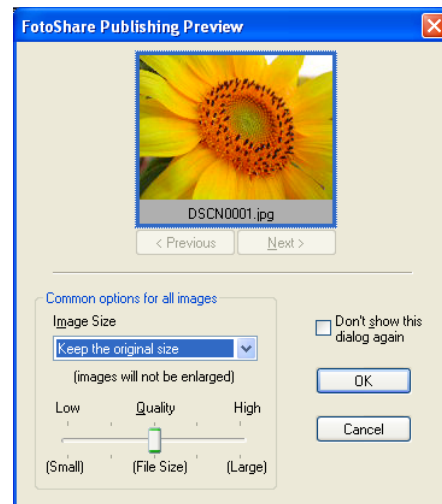 FotoShare Publishing Preview
DSCN0001.jpg
< Previous Next >
Common options for all images
Image Size
Keep the original size
(images will not be enlarged)
Low Quality High
(Small) (File Size) (Large)
Don't show this
dialog again
OK
Cancel